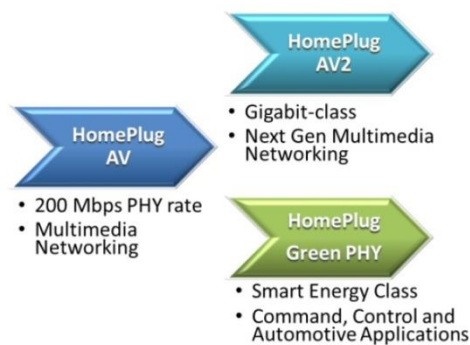 HomePlug
AV2
• Gigabit-class
• Next Gen Multimedia
Networking
HomePlug
AV
• 200 Mbps PHY rate
• Multimedia
Networking
HomePlug
Green PHY
• Smart Energy Class
• Command, Control and
Automotive Applications